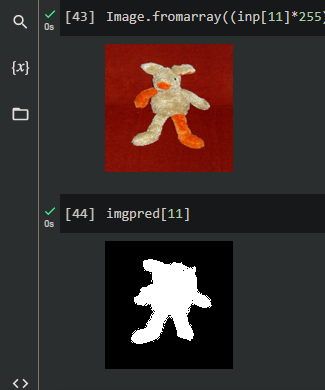 [43] Image.fromarray((inp[11]*255)
0s
{x}
[44] imgpred[11]
0s
<>